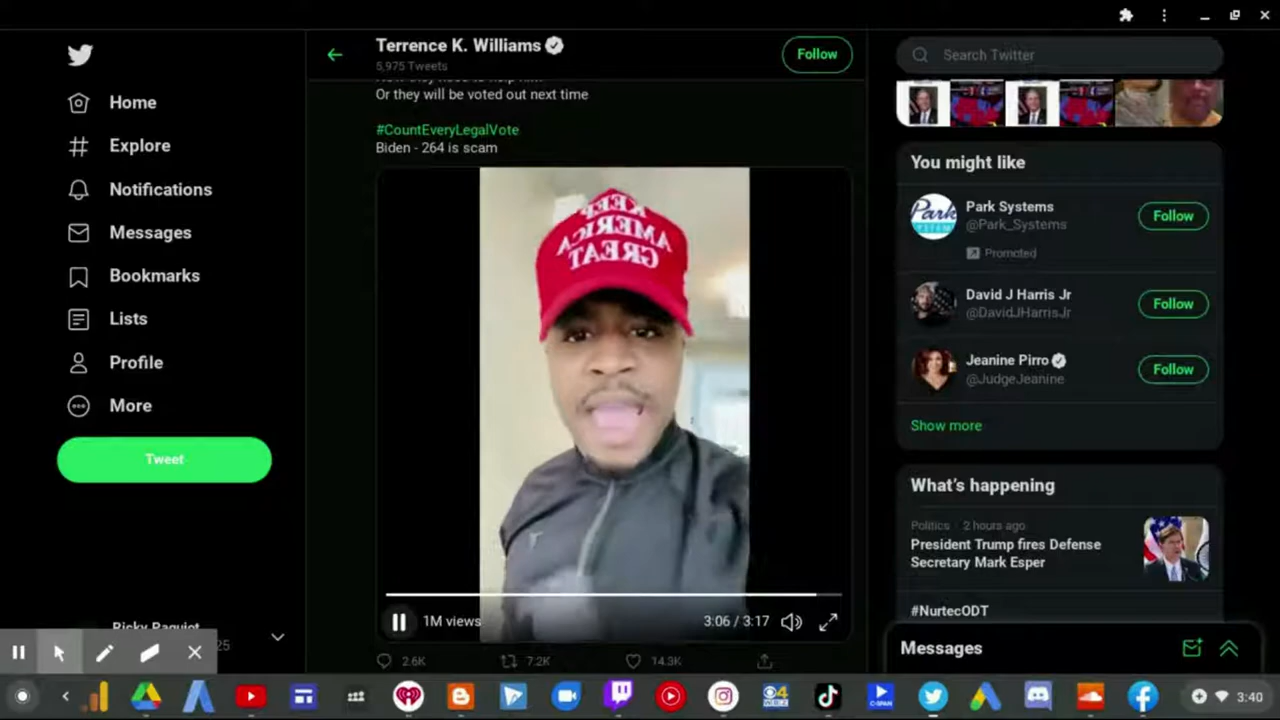 Terrence K. Williams
5,975 Tweets
Follow
Search Twitter
Home
Explore
Notifications
Messages
Bookmarks
Lists
Profile
More
Tweet
Or they will be voted out next time
#CountEveryLegalVote
Biden - 264 is scam
KEEP
AMERICA
GREAT
1M views
3:06 / 3:17
2.6K
7.2K
14.3K
You might like
Park
Park Systems
@Park_Systems
Promoted
Follow
David J Harris Jr
@DavidJHarrisJr
Follow
Jeanine Pirro
@JudgeJeanine
Follow
Show more
What's happening
Politics · 2 hours ago
President Trump fires Defense
Secretary Mark Esper
#NurtecODT
Messages
25
3:40